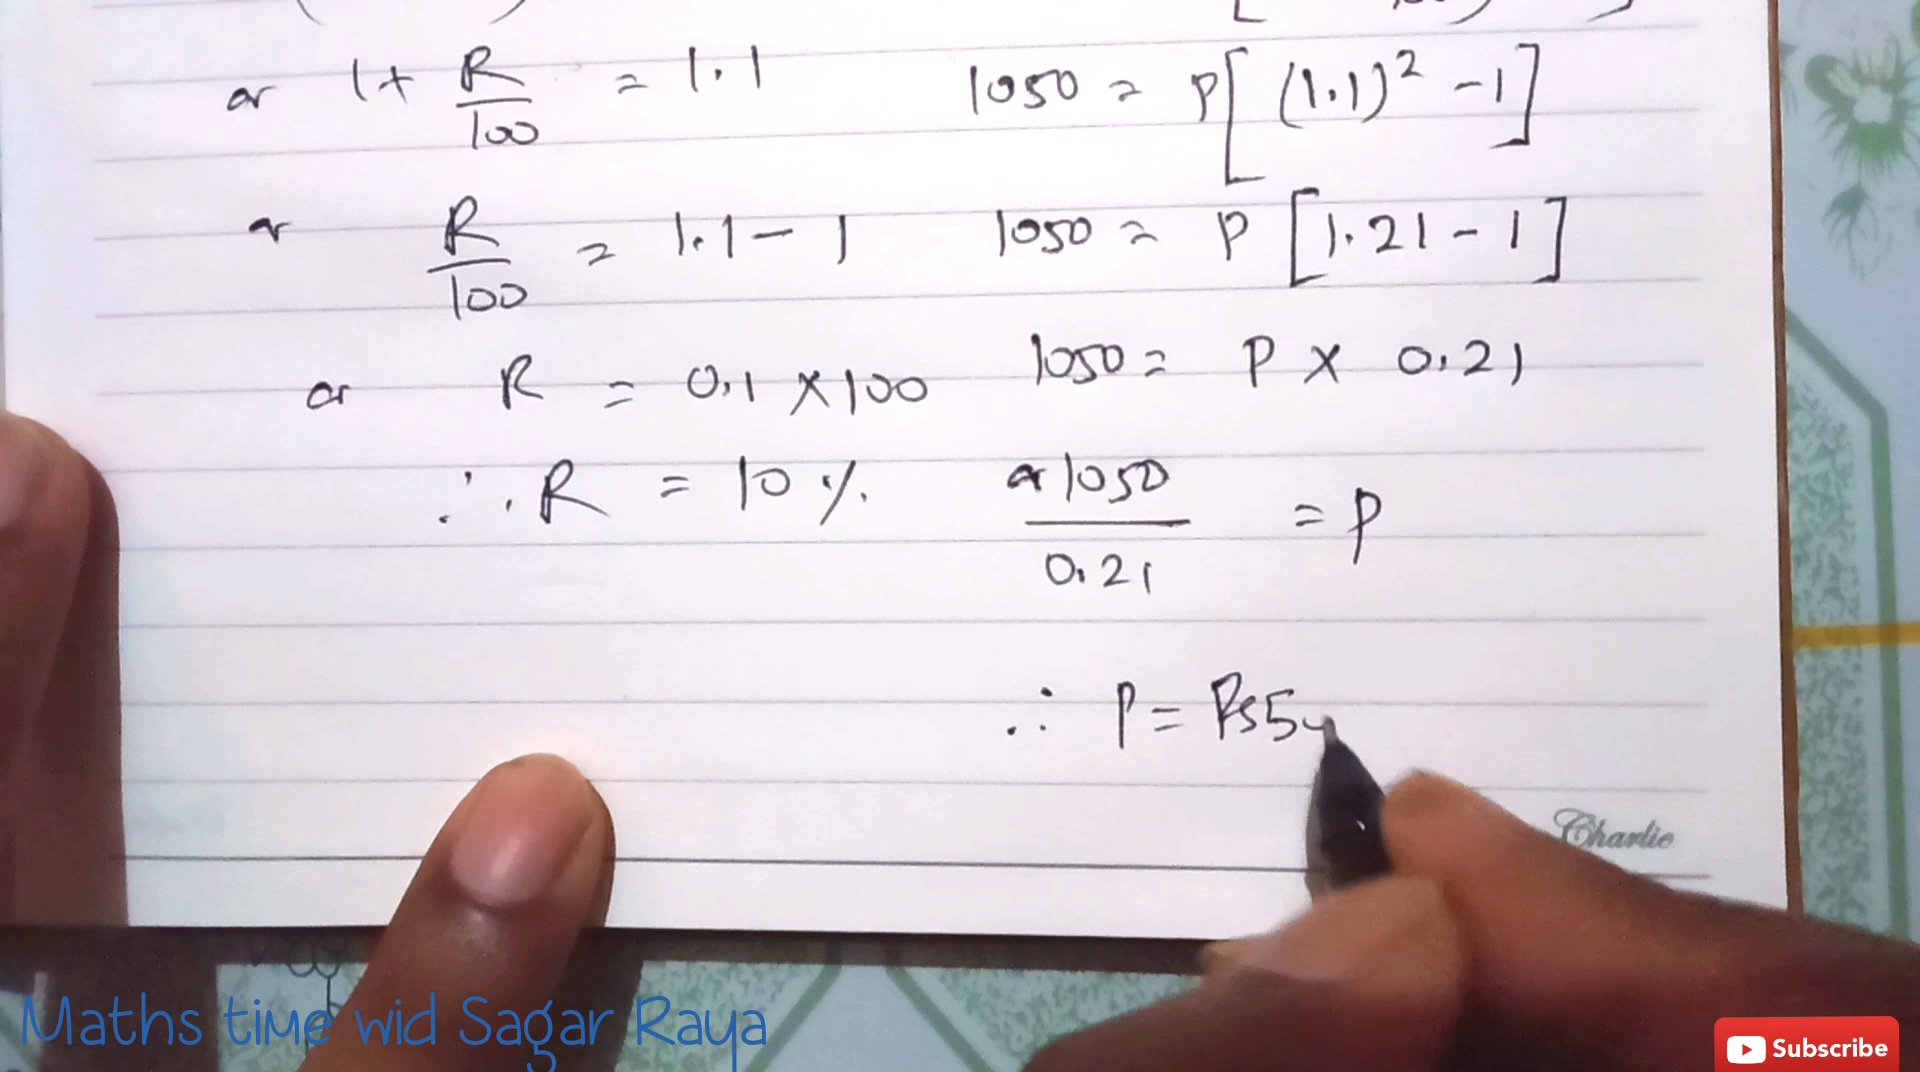 or 1 + R/100 = 1.1
or R/100 = 1.1 - 1
or R = 0.1 × 100
∴ R = 10 %.
1050 = P[(1.1)² - 1]
1050 = P [1.21 - 1]
1050 = P × 0.21
or 1050/0.21 = P
∴ P = Rs 5
Charlie
Maths time wid Sagar Raya
Subscribe